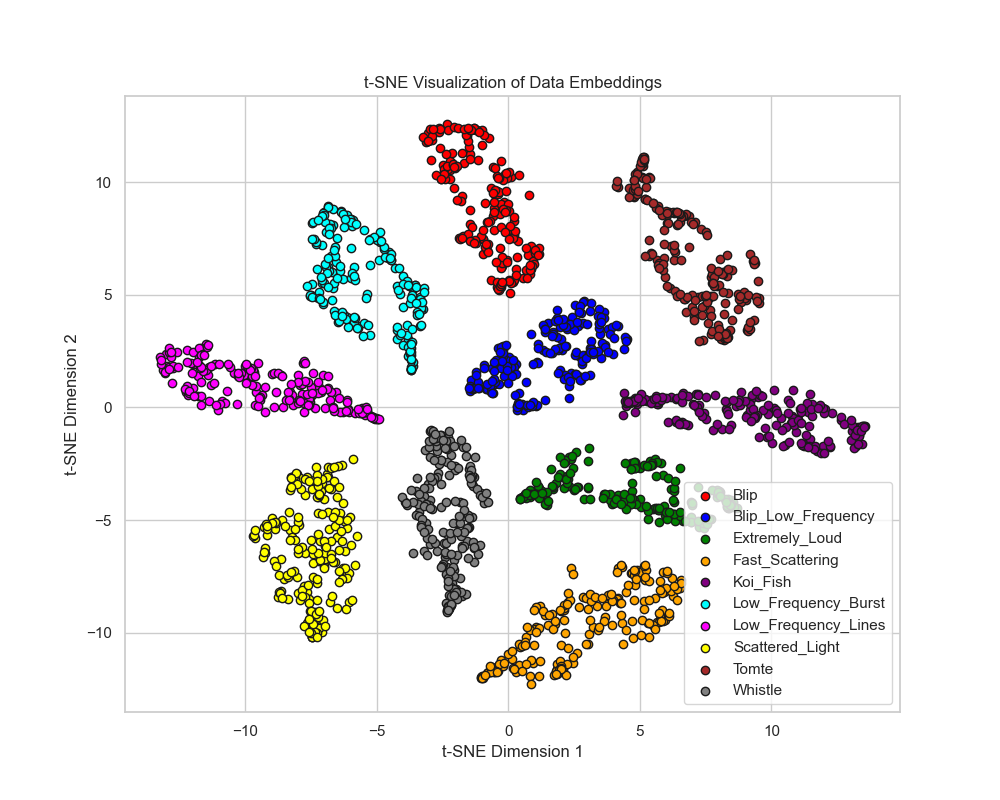 t-SNE Visualization of Data Embeddings
10
5
0
−5
−10
t-SNE Dimension 2
−10
−5
0
5
10
t-SNE Dimension 1
Blip
Blip_Low_Frequency
Extremely_Loud
Fast_Scattering
Koi_Fish
Low_Frequency_Burst
Low_Frequency_Lines
Scattered_Light
Tomte
Whistle